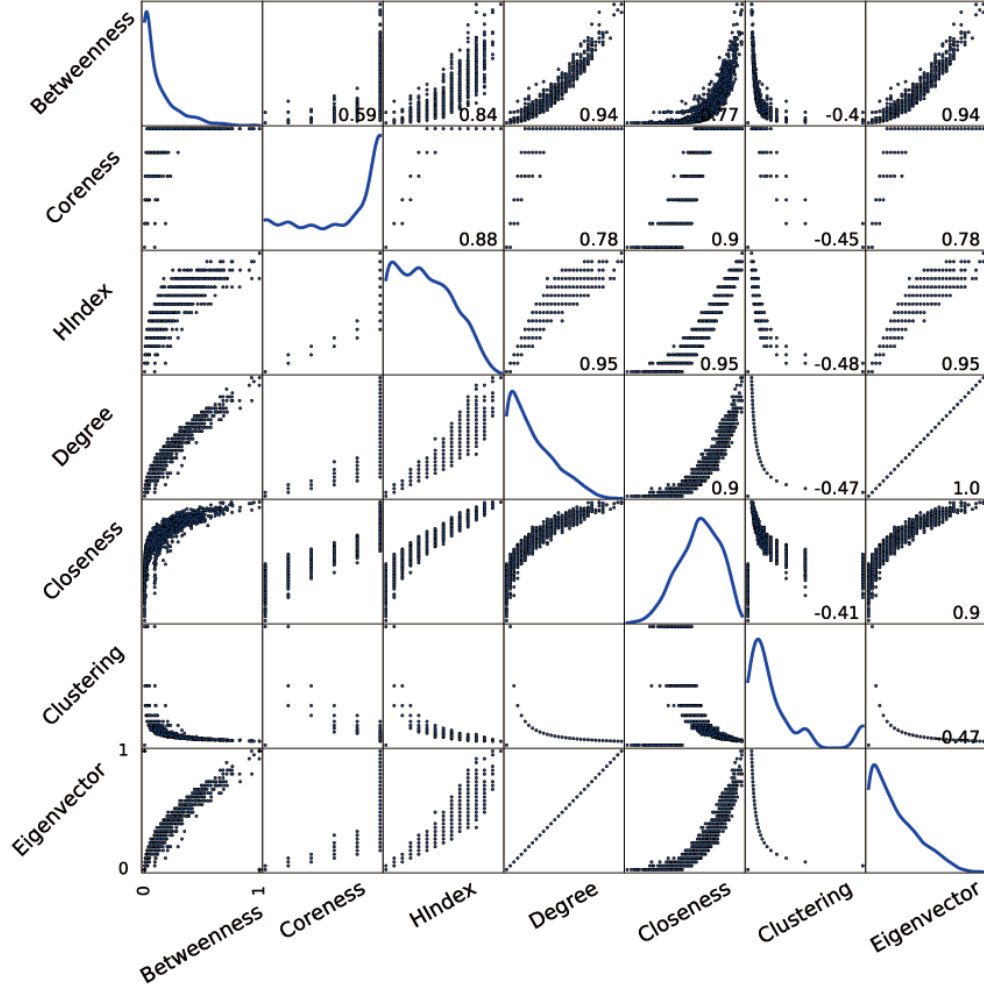 Betweenness
0.59
0.84
0.94
0.77
-0.4
0.94
Coreness
0.88
0.78
0.9
-0.45
0.78
HIndex
0.95
0.95
-0.48
0.95
Degree
0.9
-0.47
1.0
Closeness
-0.41
0.9
Clustering
0.47
1
Eigenvector
0
0
1
Betweenness
Coreness
HIndex
Degree
Closeness
Clustering
Eigenvector